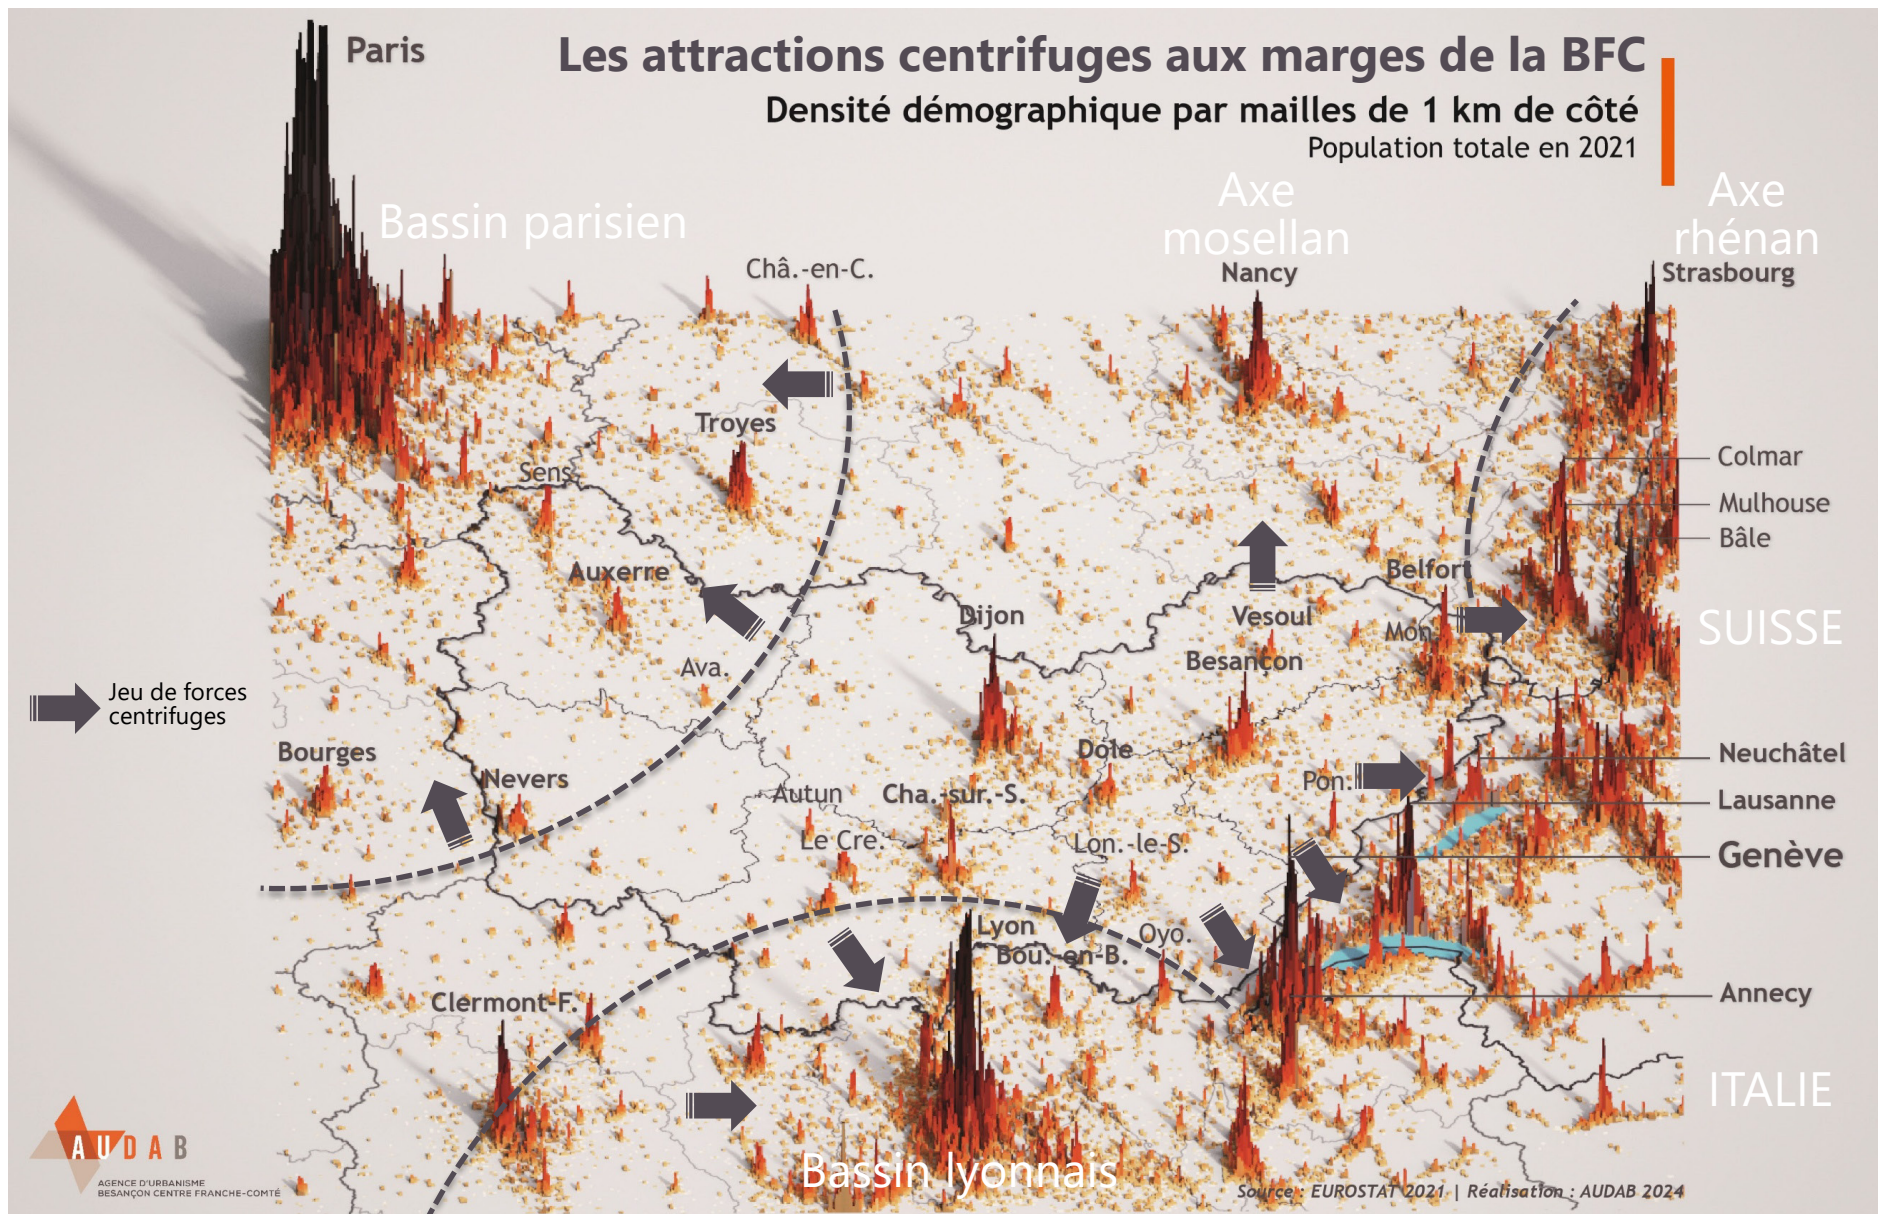 Les attractions centrifuges aux marges de la BFC
Densité démographique par mailles de 1 km de côté
Population totale en 2021
Paris
Bassin parisien
Axe
mosellan
Axe
rhénan
Châ.-en-C.
Nancy
Strasbourg
Troyes
Sens
Colmar
Mulhouse
Bâle
Auxerre
Belfort
Dijon
Vesoul
Mon.
SUISSE
Ava.
Besançon
Jeu de forces
centrifuges
Bourges
Nevers
Dole
Pon.
Neuchâtel
Autun
Cha.-sur.-S.
Lausanne
Le Cre.
Lon.-le-S.
Genève
Lyon
Oyo.
Bou.-en-B.
Clermont-F.
Annecy
ITALIE
AUDAB
AGENCE D'URBANISME
BESANÇON CENTRE FRANCHE-COMTÉ
Bassin lyonnais
Source : EUROSTAT 2021 | Réalisation : AUDAB 2024